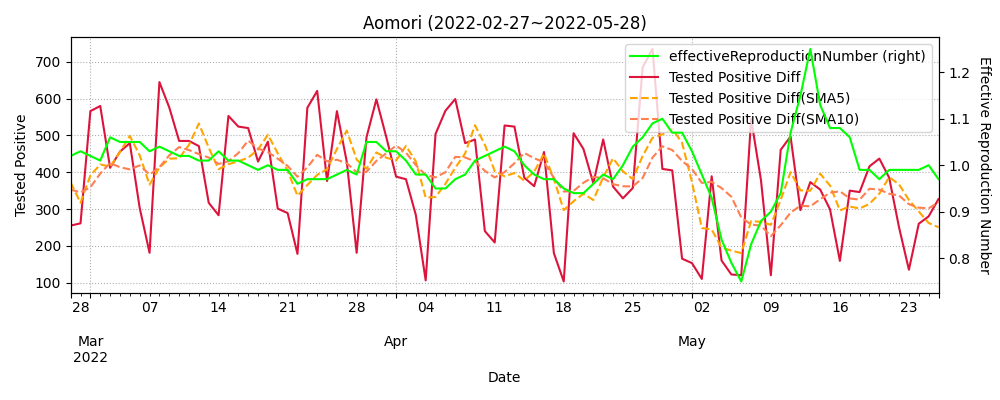 Aomori (2022-02-27~2022-05-28)
effectiveReproductionNumber (right)
Tested Positive Diff
Tested Positive Diff(SMA5)
Tested Positive Diff(SMA10)
Tested Positive
700
600
500
400
300
200
100
Effective Reproduction Number
1.2
1.1
1.0
0.9
0.8
28 07 14 21 28 04 11 18 25 02 09 16 23
Mar Apr May
2022
Date